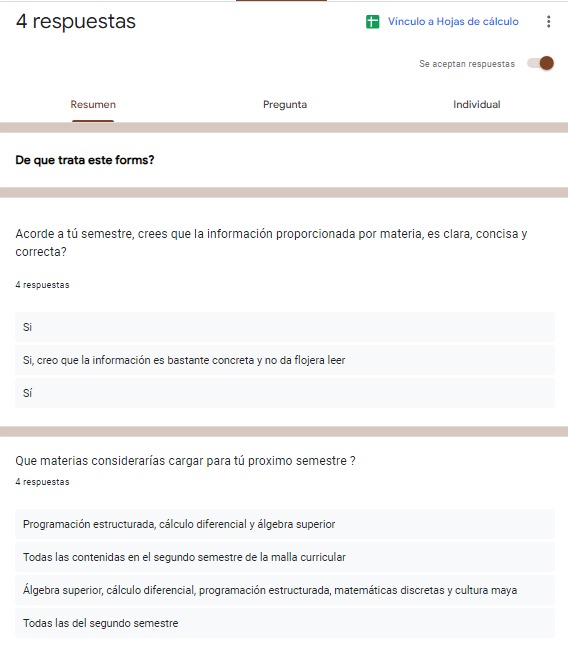 4 respuestas
Vínculo a Hojas de cálculo
Se aceptan respuestas
Resumen
Pregunta
Individual
De que trata este forms?
Acorde a tú semestre, crees que la información proporcionada por materia, es clara, concisa y
correcta?
4 respuestas
Si
Si, creo que la información es bastante concreta y no da flojera leer
Sí
Que materias considerarías cargar para tú proximo semestre ?
4 respuestas
Programación estructurada, cálculo diferencial y álgebra superior
Todas las contenidas en el segundo semestre de la malla curricular
Álgebra superior, cálculo diferencial, programación estructurada, matemáticas discretas y cultura maya
Todas las del segundo semestre